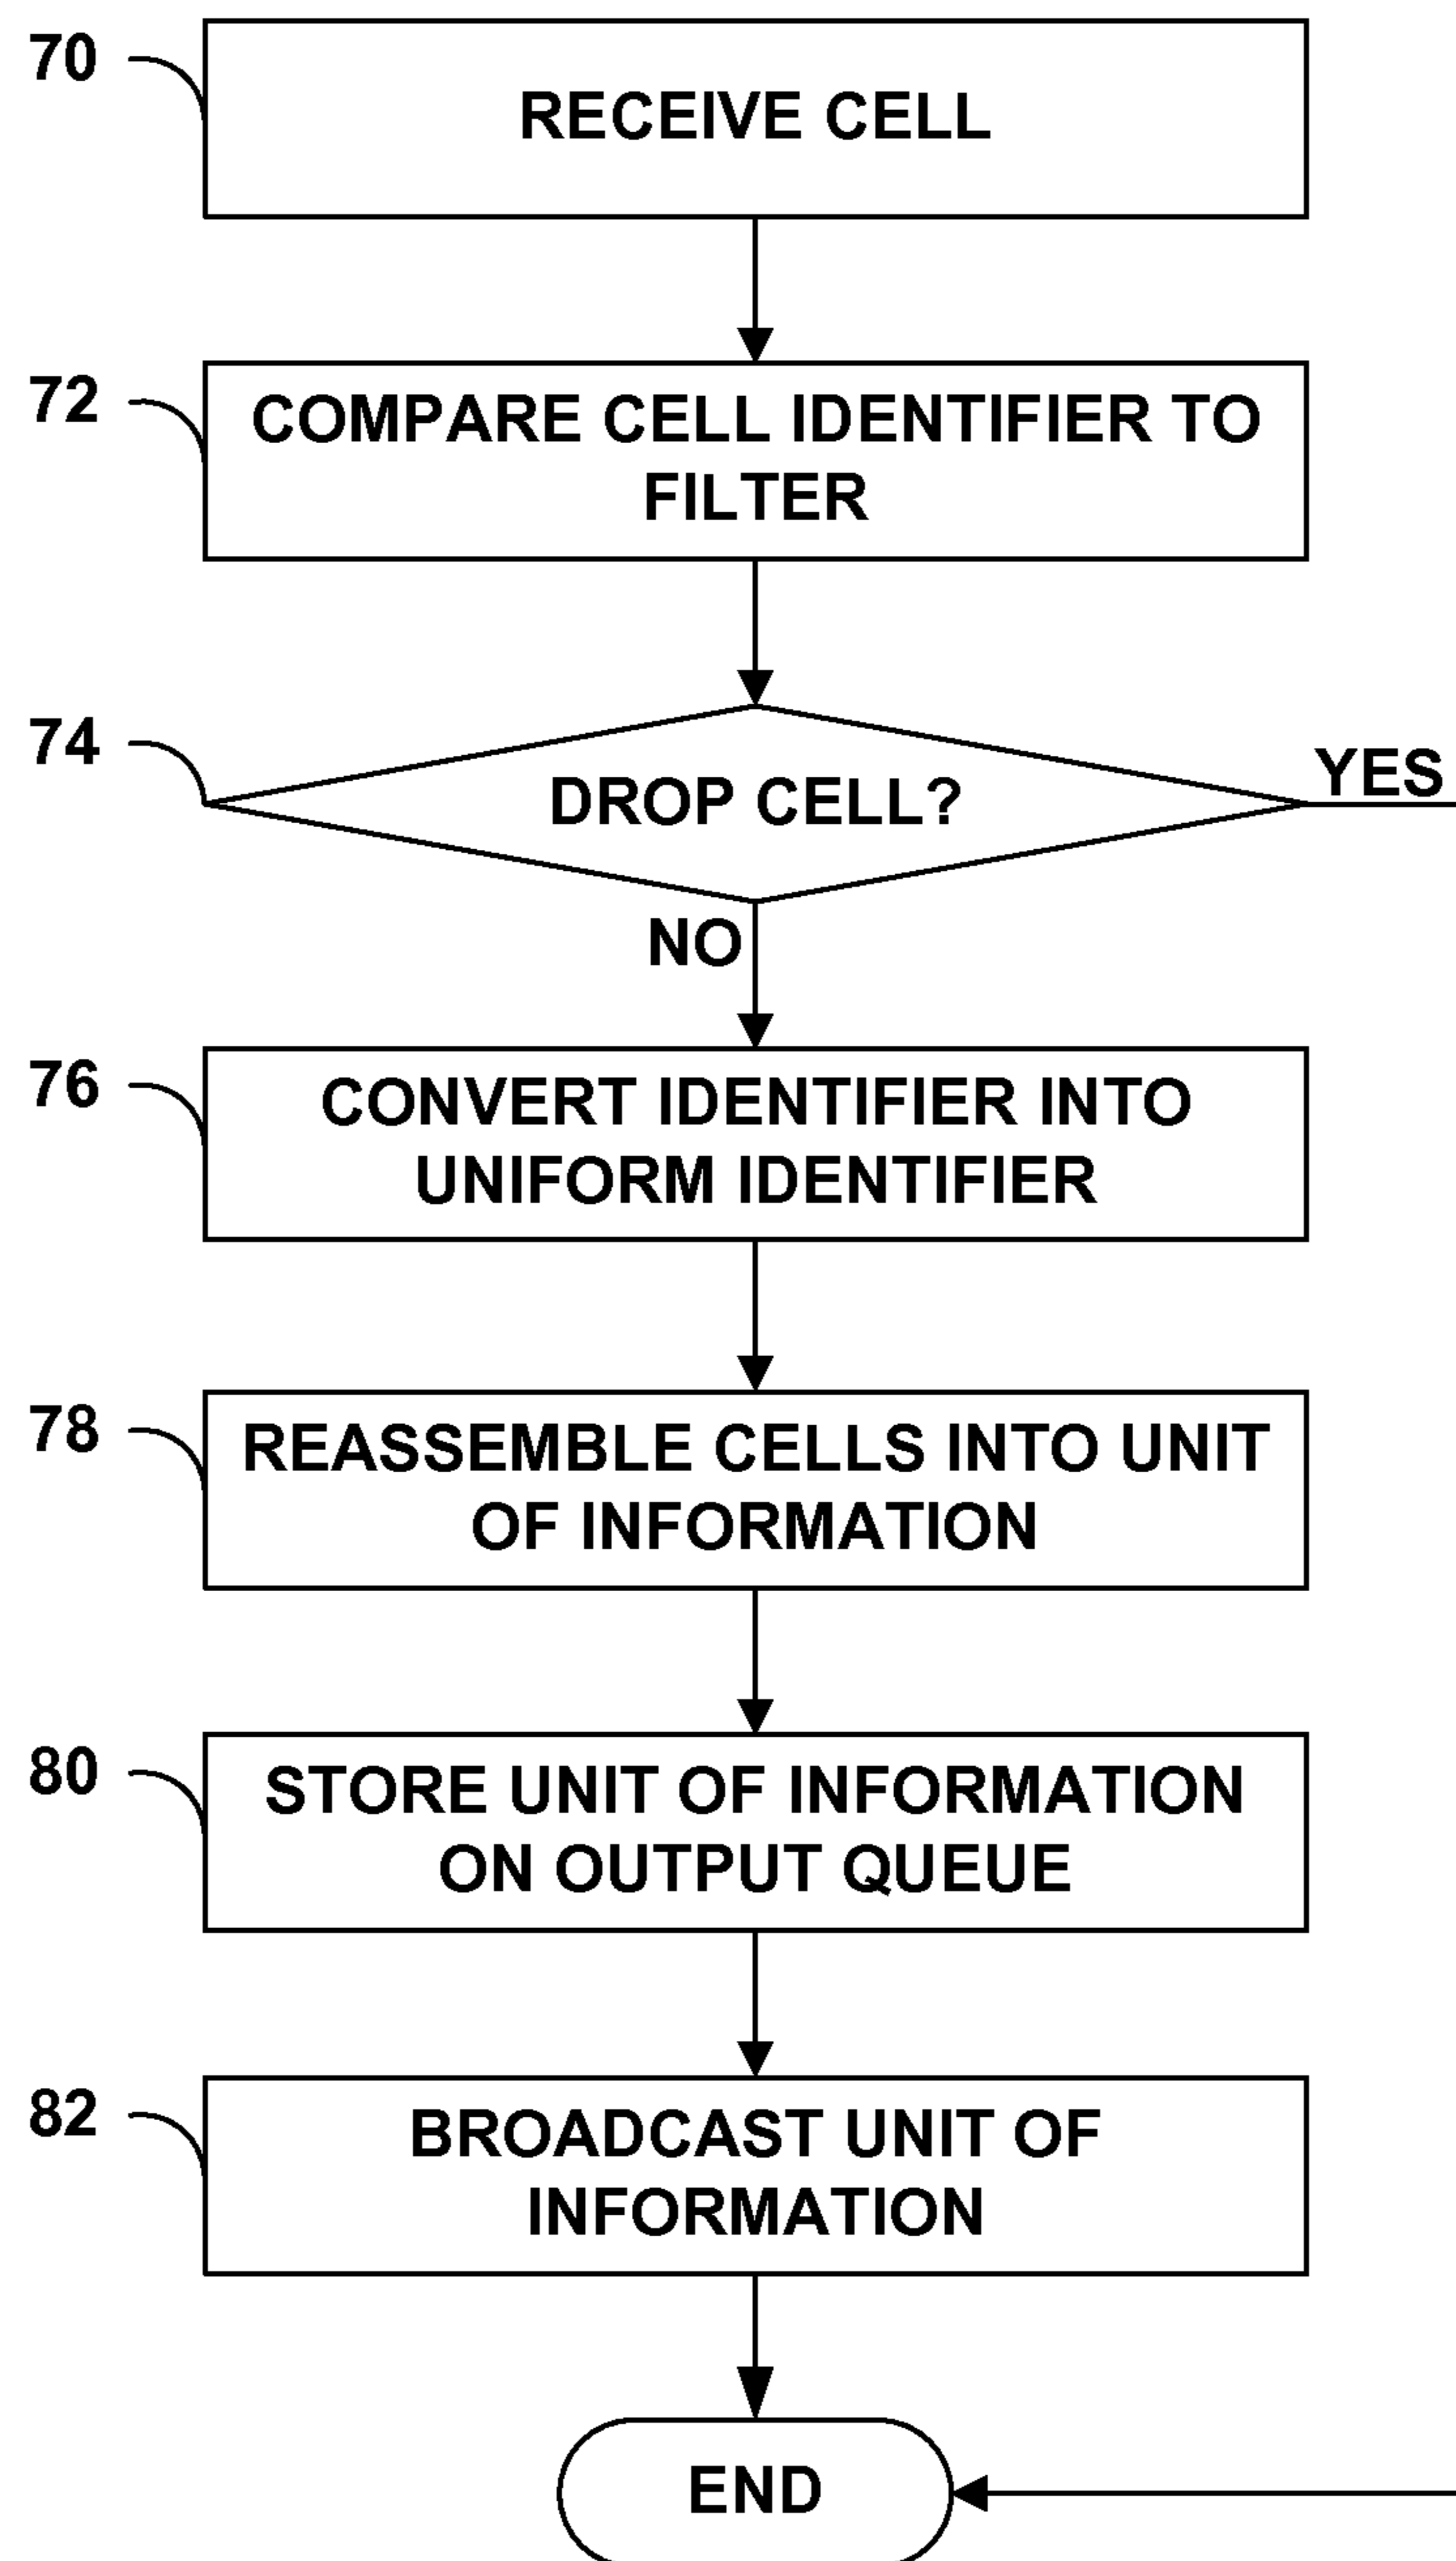 70
RECEIVE CELL
72
COMPARE CELL IDENTIFIER TO
FILTER
74
DROP CELL?
YES
NO
76
CONVERT IDENTIFIER INTO
UNIFORM IDENTIFIER
78
REASSEMBLE CELLS INTO UNIT
OF INFORMATION
80
STORE UNIT OF INFORMATION
ON OUTPUT QUEUE
82
BROADCAST UNIT OF
INFORMATION
END